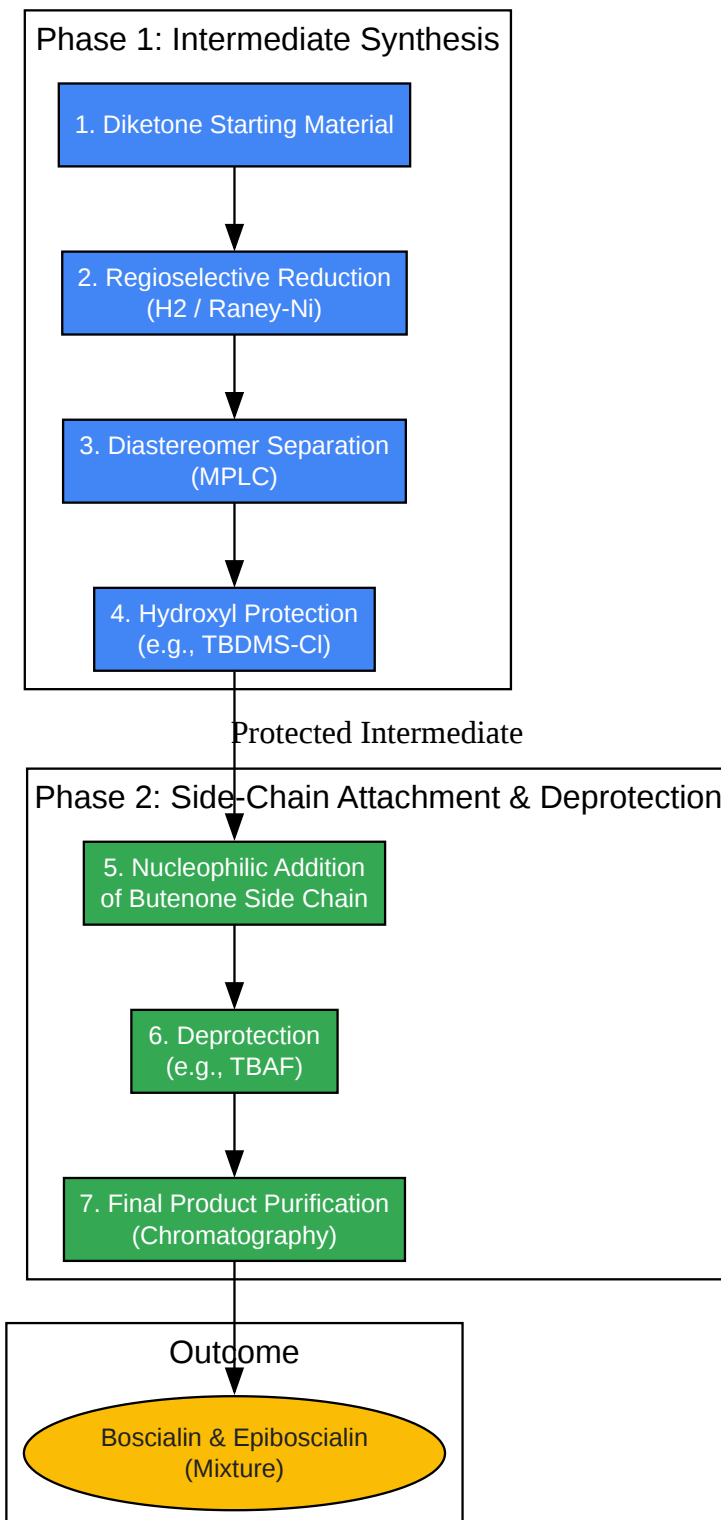 Phase 1: Intermediate Synthesis
1. Diketone Starting Material
2. Regioselective Reduction
(H2 / Raney-Ni)
3. Diastereomer Separation
(MPLC)
4. Hydroxyl Protection
(e.g., TBDMS-Cl)
Protected Intermediate
Phase 2: Side-Chain Attachment & Deprotection
5. Nucleophilic Addition
of Butenone Side Chain
6. Deprotection
(e.g., TBAF)
7. Final Product Purification
(Chromatography)
Outcome
Boscialin & Epiboscialin
(Mixture)